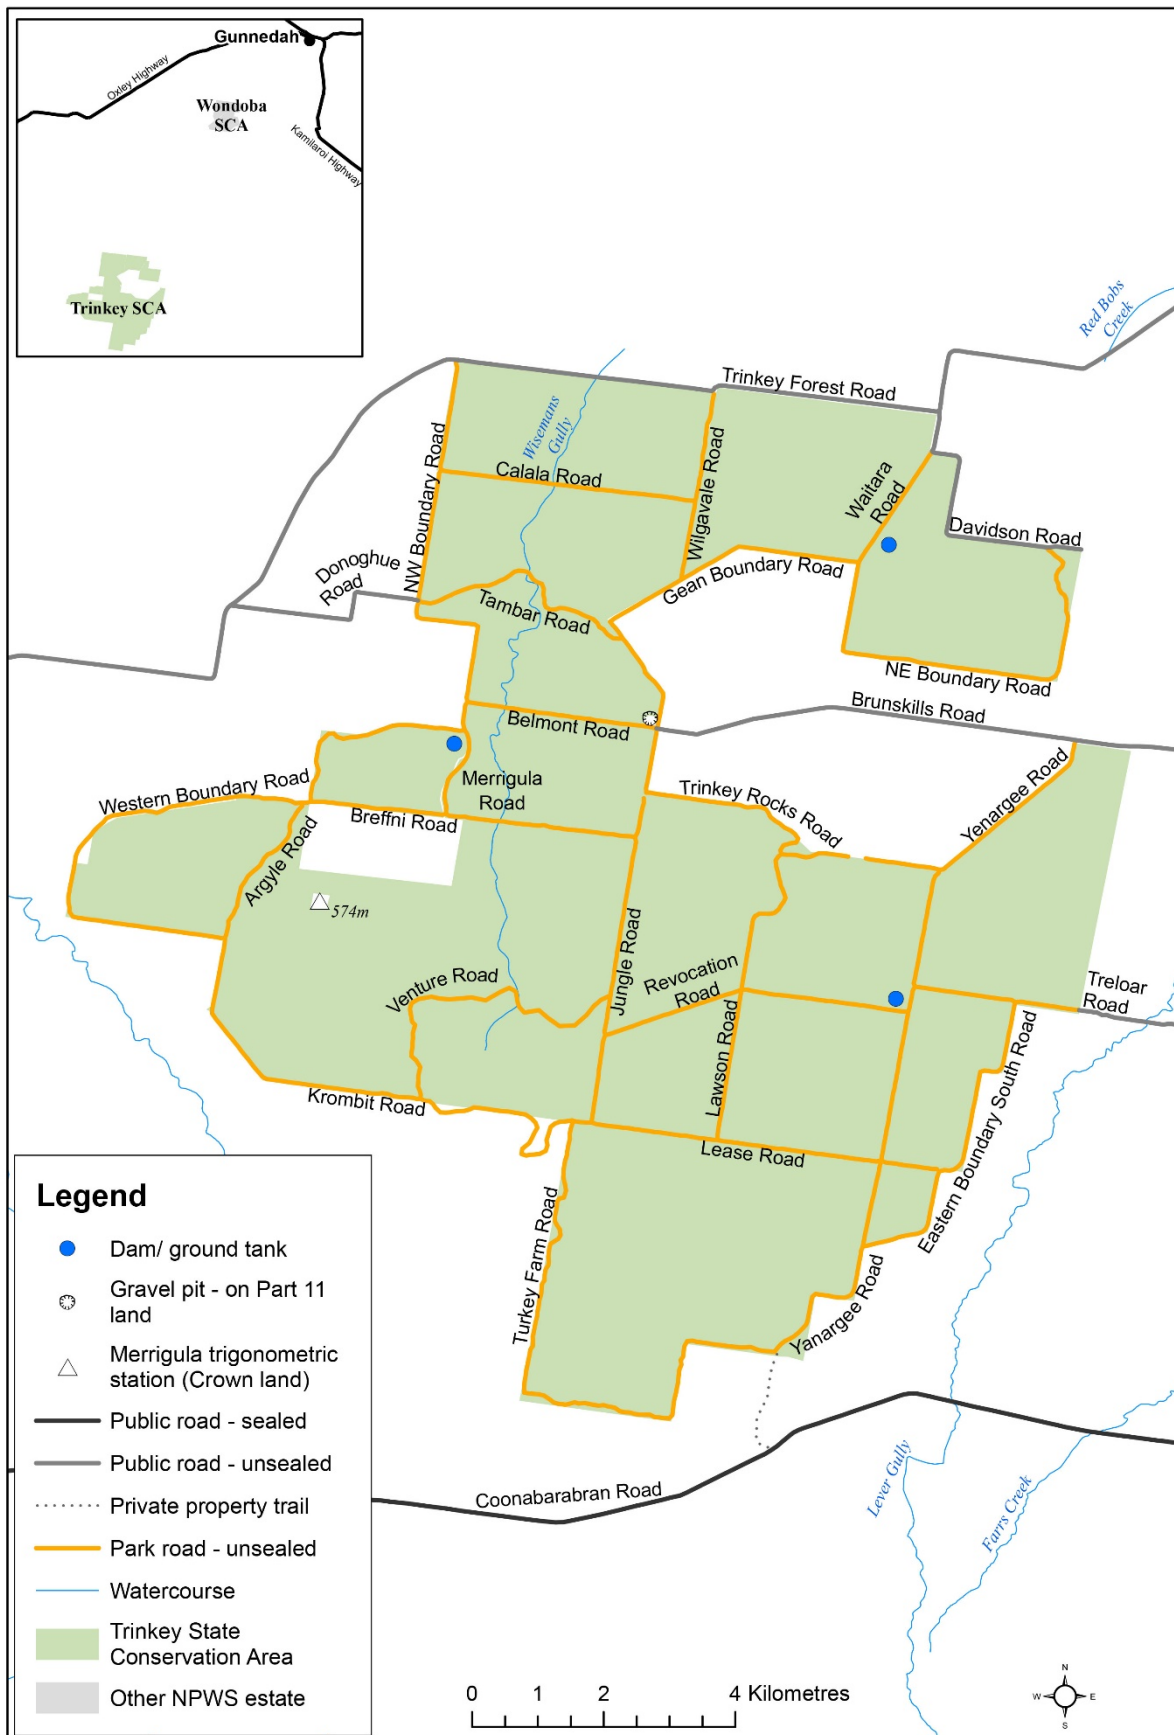 Gunnedah
Oxley Highway
Wondoba
SCA
Kamilaroi Highway
Trinkey SCA
Red Bobs
Creek
Trinkey Forest Road
Wisemans
Gully
Calala Road
NW Boundary Road
Wilgavale Road
Waitara
Road
Davidson Road
Donoghue
Road
Gean Boundary Road
Tambar Road
NE Boundary Road
Brunskills Road
Belmont Road
Merrigula
Road
Western Boundary Road
Breffni Road
Trinkey Rocks Road
Yenargee Road
Argyle Road
574m
Venture Road
Jungle Road
Revocation
Road
Treloar
Road
Lawson Road
Krombit Road
Lease Road
Eastern Boundary South Road
Turkey Farm Road
Yanargee Road
Coonabarabran Road
Lever Gully
Farrs Creek
Legend
Dam/ ground tank
Gravel pit - on Part 11
land
Merrigula trigonometric
station (Crown land)
Public road - sealed
Public road - unsealed
Private property trail
Park road - unsealed
Watercourse
Trinkey State
Conservation Area
Other NPWS estate
0 1 2 4 Kilometres
N
W E
S